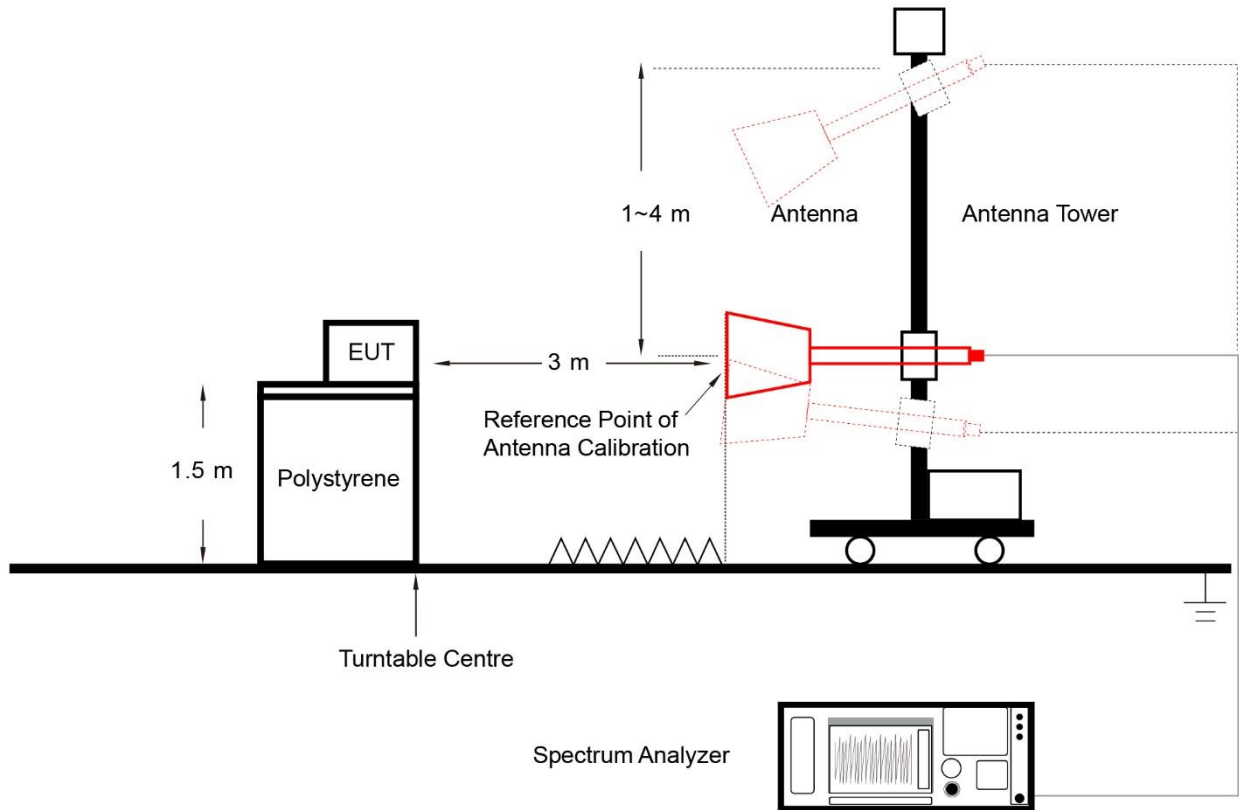 1~4 m
Antenna
Antenna Tower
EUT
3 m
Reference Point of
Antenna Calibration
1.5 m
Polystyrene
Turntable Centre
Spectrum Analyzer